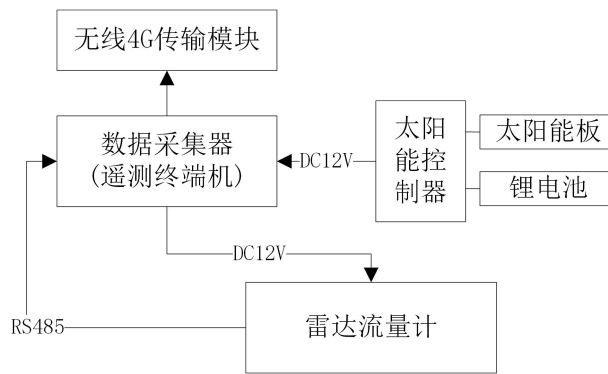 无线4G传输模块
数据采集器
(遥测终端机)
DC12V
太阳
能控
制器
太阳能板
锂电池
DC12V
RS485
雷达流量计